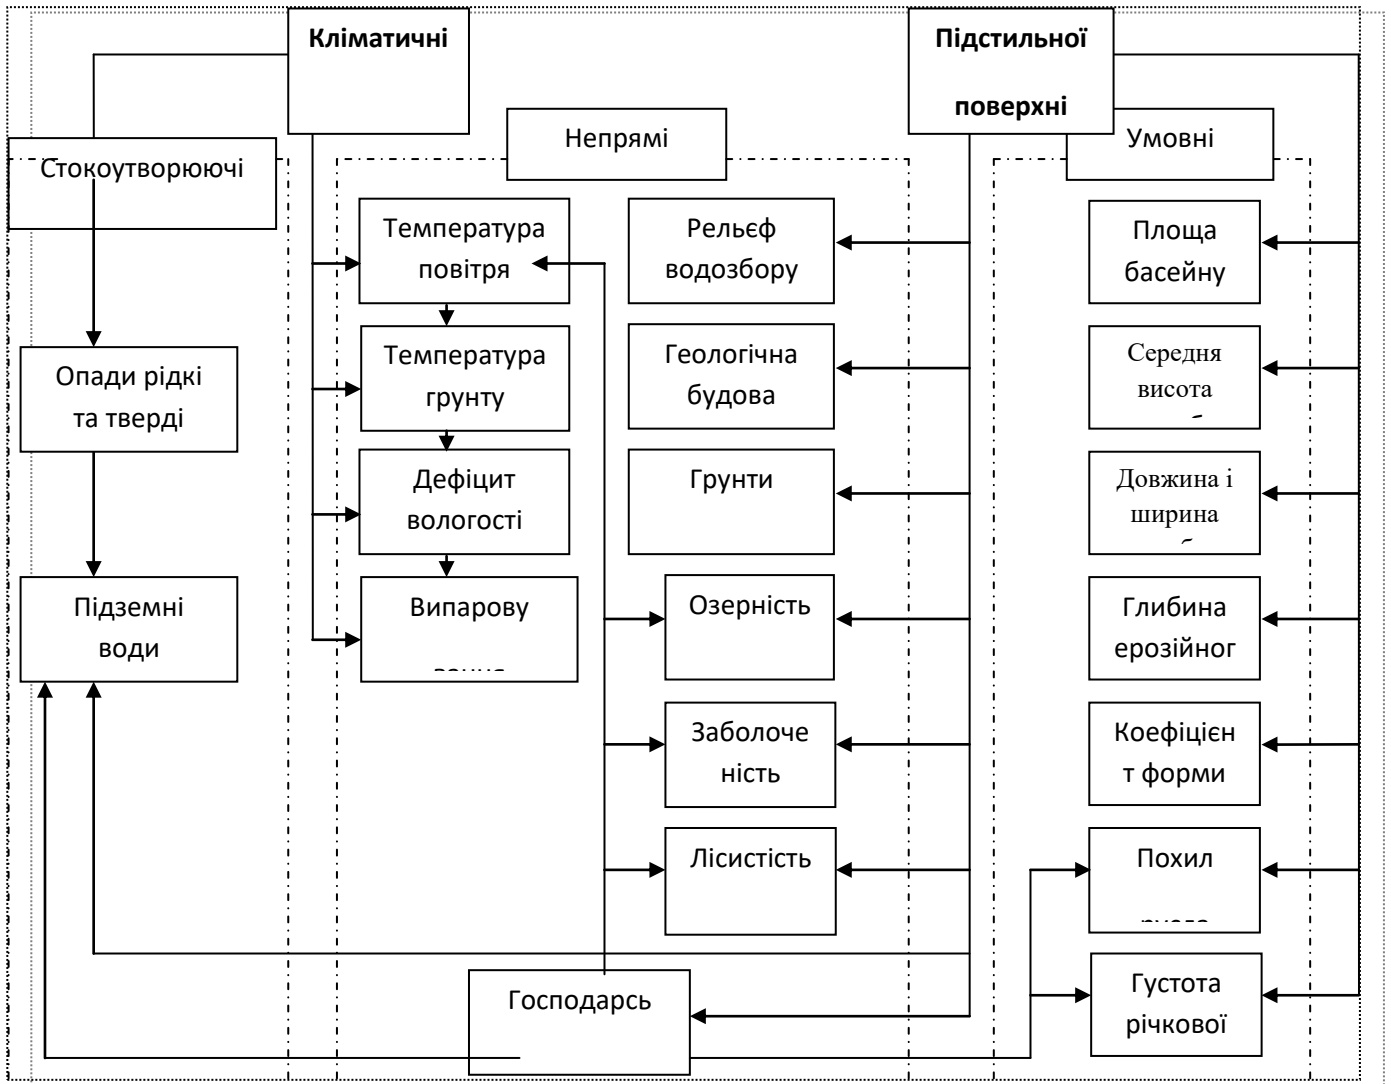 Кліматичні
Підстильної
поверхні
Непрямі
Умовні
Стокоутворюючі
Температура
повітря
Рельєф
водозбору
Площа
басейну
Температура
грунту
Геологічна
будова
Середня
висота
Опади рідкі
та тверді
Дефіцит
вологості
Грунти
Довжина і
ширина
Підземні
води
Випарову
Озерність
Глибина
ерозійног
Заболоче
ність
Коефіцієн
т форми
Лісистість
Похил
Господарсь
Густота
річкової